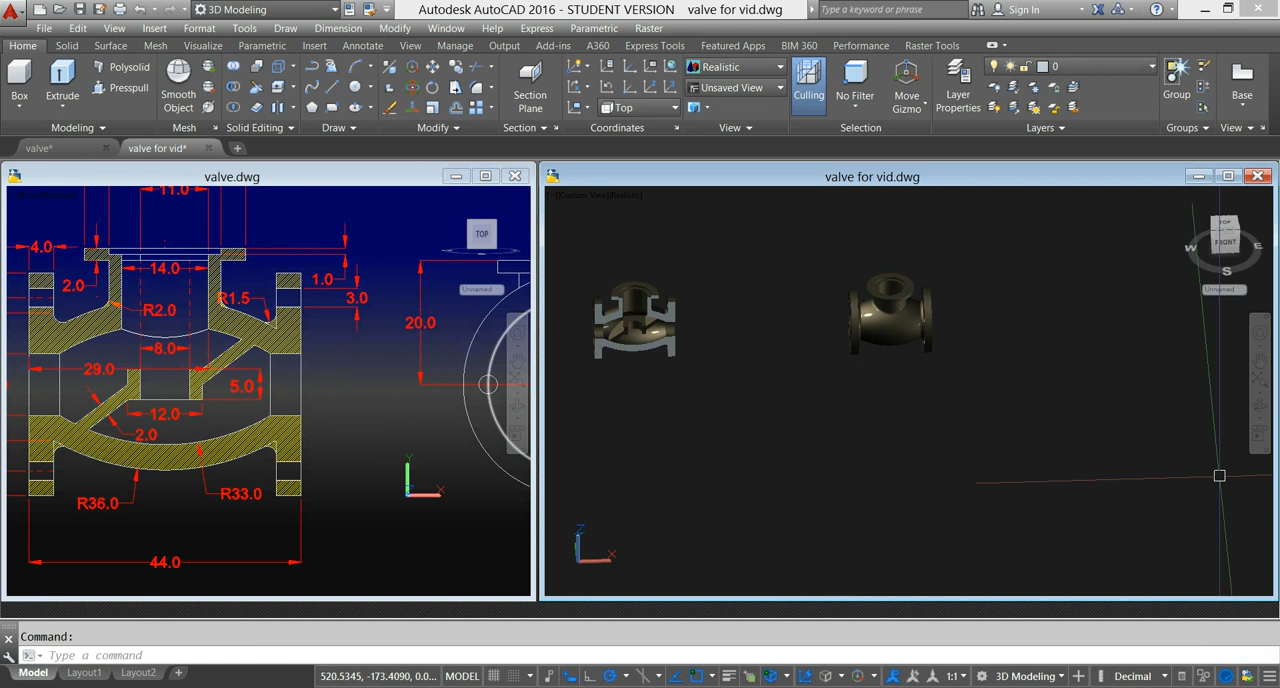 3D Modeling
Autodesk AutoCAD 2016 - STUDENT VERSION valve for vid.dwg
Type a keyword or phrase
Sign In
File Edit View Insert Format Tools Draw Dimension Modify Window Help Express Parametric Raster
Home Solid Surface Mesh Visualize Parametric Insert Annotate View Manage Output Add-ins A360 Express Tools Featured Apps BIM 360 Performance Raster Tools
Box
Extrude
Polysolid
Presspull
Smooth Object
Section Plane
Realistic
Unsaved View
Top
Culling
No Filter
Move Gizmo
Layer Properties
0
Group
Base
Modeling Mesh Solid Editing Draw Modify Section Coordinates View Selection Layers Groups View
valve*
valve for vid*
valve.dwg
valve for vid.dwg
[-][Custom View][Realistic]
11.0
4.0
14.0
2.0
1.0
R2.0
R1.5
3.0
20.0
8.0
29.0
5.0
12.0
2.0
R36.0
R33.0
44.0
TOP
Unnamed
Y
X
TOP
FRONT
W
E
S
Unnamed
Z
X
Command:
Type a command
Model Layout1 Layout2
520.5345, -173.4090, 0.0... MODEL
1:1
3D Modeling
Decimal